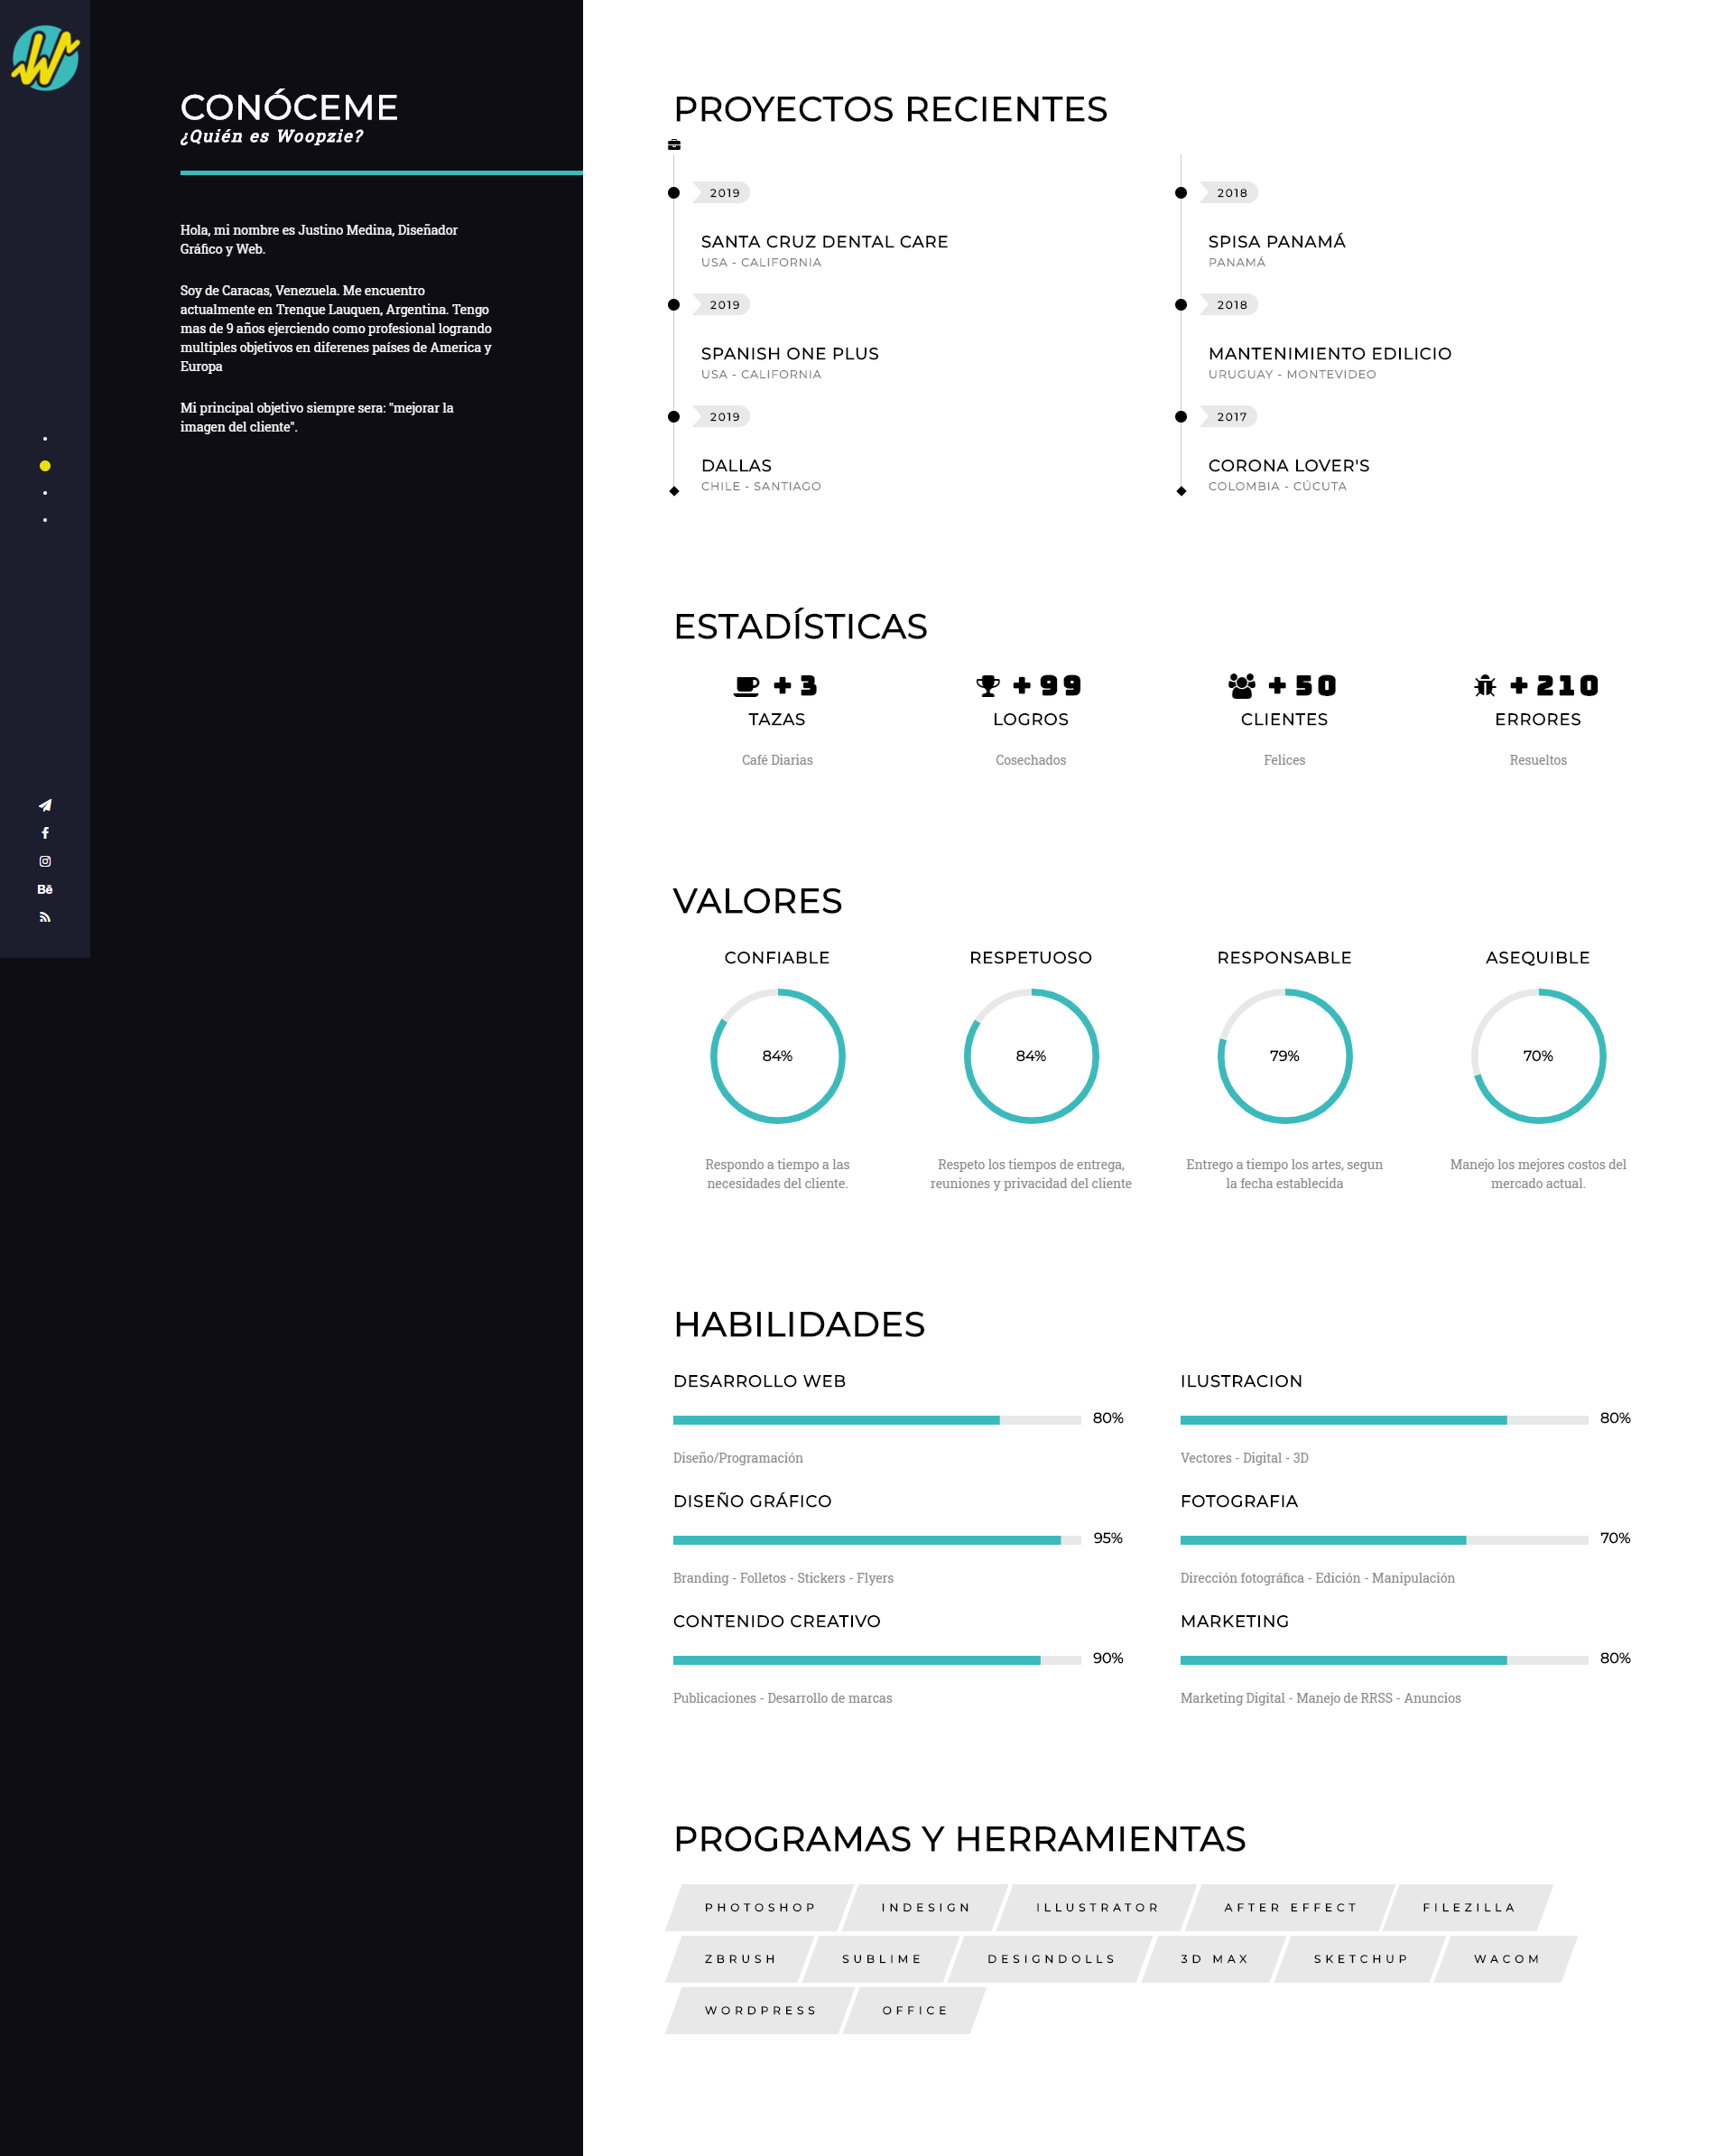 W
CONÓCEME
¿Quién es Woopzie?
Hola, mi nombre es Justino Medina, Diseñador
Gráfico y Web.
Soy de Caracas, Venezuela. Me encuentro
actualmente en Trenque Lauquen, Argentina. Tengo
mas de 9 años ejerciendo como profesional logrando
multiples objetivos en diferenes países de America y
Europa
Mi principal objetivo siempre sera: "mejorar la
imagen del cliente".
Bē
PROYECTOS RECIENTES
2019
SANTA CRUZ DENTAL CARE
USA - CALIFORNIA
2019
SPANISH ONE PLUS
USA - CALIFORNIA
2019
DALLAS
CHILE - SANTIAGO
2018
SPISA PANAMÁ
PANAMÁ
2018
MANTENIMIENTO EDILICIO
URUGUAY - MONTEVIDEO
2017
CORONA LOVER'S
COLOMBIA - CÚCUTA
ESTADÍSTICAS
+3
TAZAS
Café Diarias
+99
LOGROS
Cosechados
+50
CLIENTES
Felices
+210
ERRORES
Resueltos
VALORES
CONFIABLE
84%
Respondo a tiempo a las
necesidades del cliente.
RESPETUOSO
84%
Respeto los tiempos de entrega,
reuniones y privacidad del cliente
RESPONSABLE
79%
Entrego a tiempo los artes, segun
la fecha establecida
ASEQUIBLE
70%
Manejo los mejores costos del
mercado actual.
HABILIDADES
DESARROLLO WEB
80%
Diseño/Programación
DISEÑO GRÁFICO
95%
Branding - Folletos - Stickers - Flyers
CONTENIDO CREATIVO
90%
Publicaciones - Desarrollo de marcas
ILUSTRACION
80%
Vectores - Digital - 3D
FOTOGRAFIA
70%
Dirección fotográfica - Edición - Manipulación
MARKETING
80%
Marketing Digital - Manejo de RRSS - Anuncios
PROGRAMAS Y HERRAMIENTAS
PHOTOSHOP INDESIGN ILLUSTRATOR AFTER EFFECT FILEZILLA
ZBRUSH SUBLIME DESIGNDOLLS 3D MAX SKETCHUP WACOM
WORDPRESS OFFICE